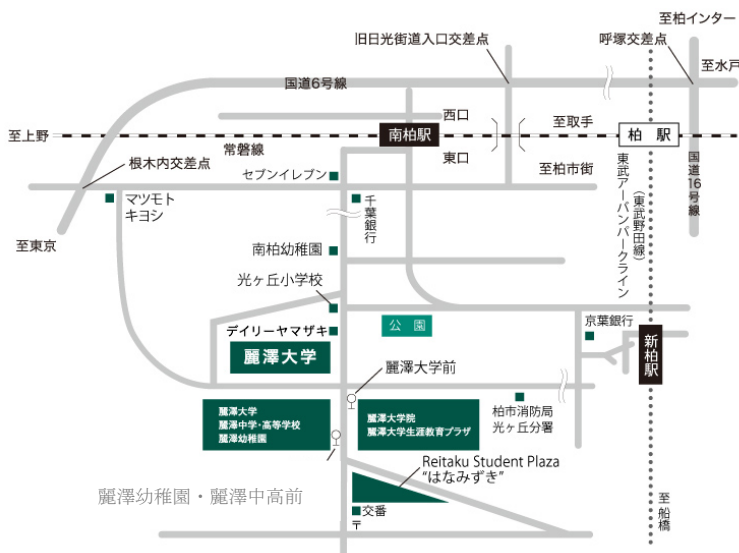 至柏インター
旧日光街道入口交差点
呼塚交差点
至水戸
国道6号線
西口
至取手
至上野
南柏駅
柏 駅
常磐線
東口
根木内交差点
セブンイレブン
至柏市街
国道16号線
マツモト
キヨシ
千葉銀行
東武アーバンパークライン
(東武野田線)
至東京
南柏幼稚園
光ヶ丘小学校
デイリーヤマザキ
公 園
京葉銀行
新柏駅
麗澤大学
麗澤大学前
麗澤大学
麗澤中学・高等学校
麗澤幼稚園
麗澤大学院
麗澤大学生涯教育プラザ
柏市消防局
光ヶ丘分署
Reitaku Student Plaza
“はなみずき”
麗澤幼稚園・麗澤中高前
交番
〒
至船橋